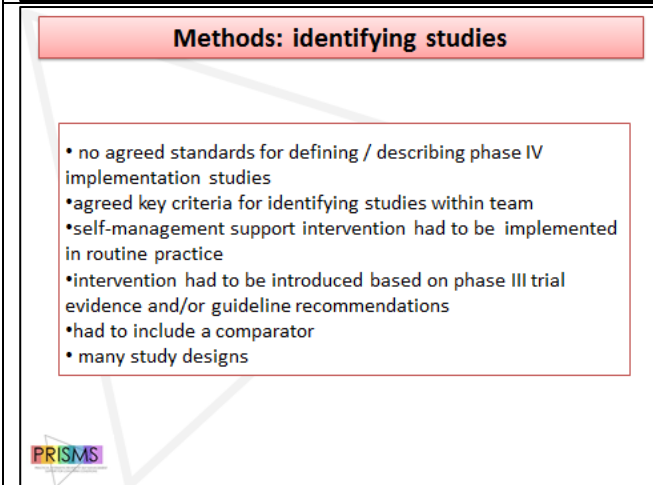 Methods: identifying studies
• no agreed standards for defining / describing phase IV
implementation studies
•agreed key criteria for identifying studies within team
•self-management support intervention had to be implemented
in routine practice
•intervention had to be introduced based on phase III trial
evidence and/or guideline recommendations
•had to include a comparator
• many study designs
PRISMS